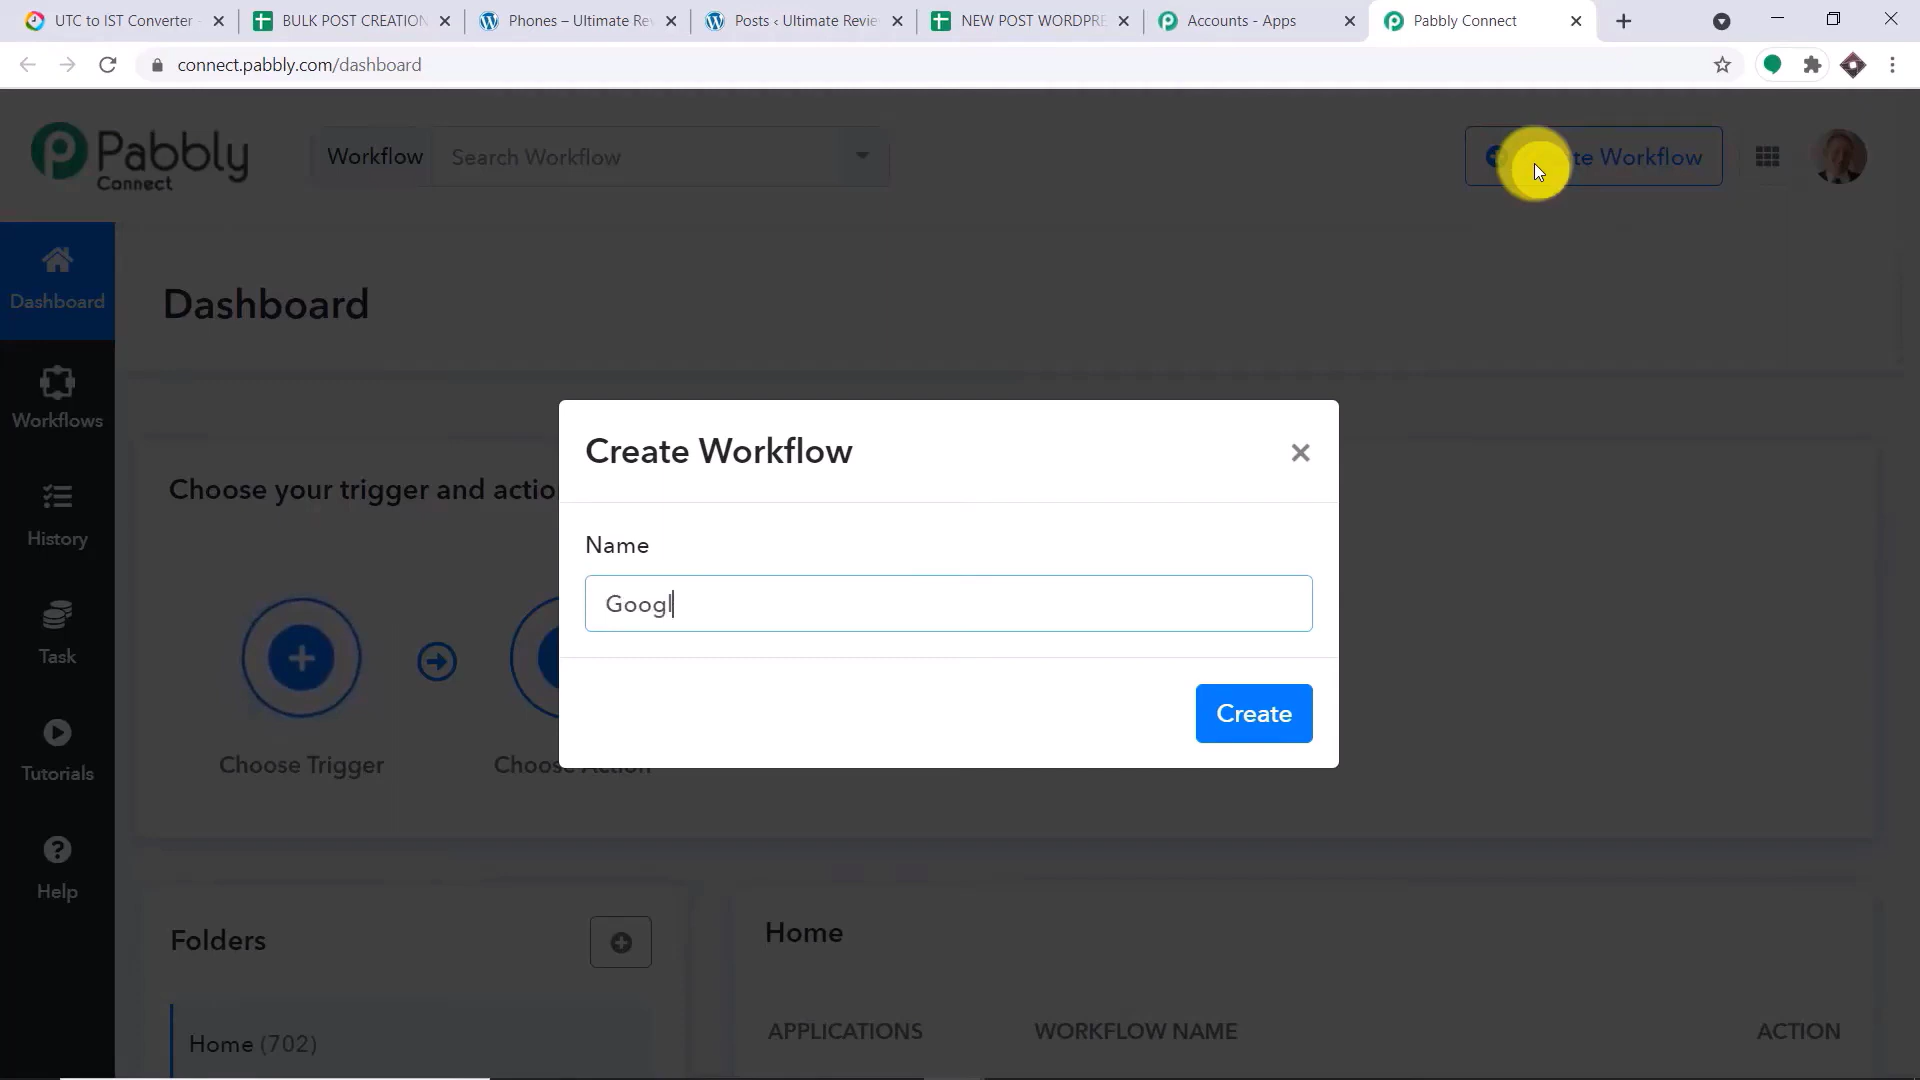 UTC to IST Converter
BULK POST CREATION
Phones – Ultimate Re
Posts ‹ Ultimate Revie
NEW POST WORDPRE
Accounts - Apps
Pabbly Connect
connect.pabbly.com/dashboard
Pabbly
Connect
Workflow
Search Workflow
te Workflow
Dashboard
Dashboard
Workflows
History
Task
Tutorials
Help
Choose your trigger and actio
Choose Trigger
Choose Action
Create Workflow
Name
Googl
Create
Folders
Home (702)
Home
APPLICATIONS
WORKFLOW NAME
ACTION